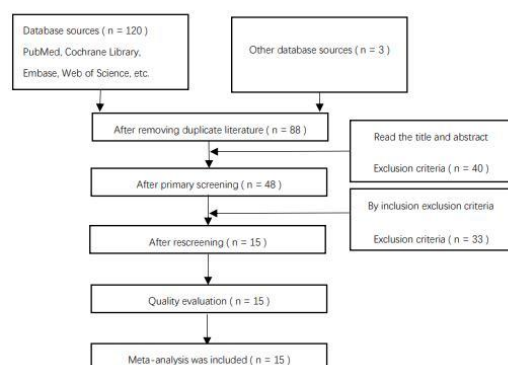 Database sources ( n = 120 )
PubMed, Cochrane Library,
Embase, Web of Science, etc.
Other database sources ( n = 3 )
After removing duplicate literature ( n = 88 )
Read the title and abstract
Exclusion criteria ( n = 40 )
After primary screening ( n = 48 )
By inclusion exclusion criteria
Exclusion criteria ( n = 33 )
After rescreening ( n = 15 )
Quality evaluation ( n = 15 )
Meta-analysis was included ( n = 15 )